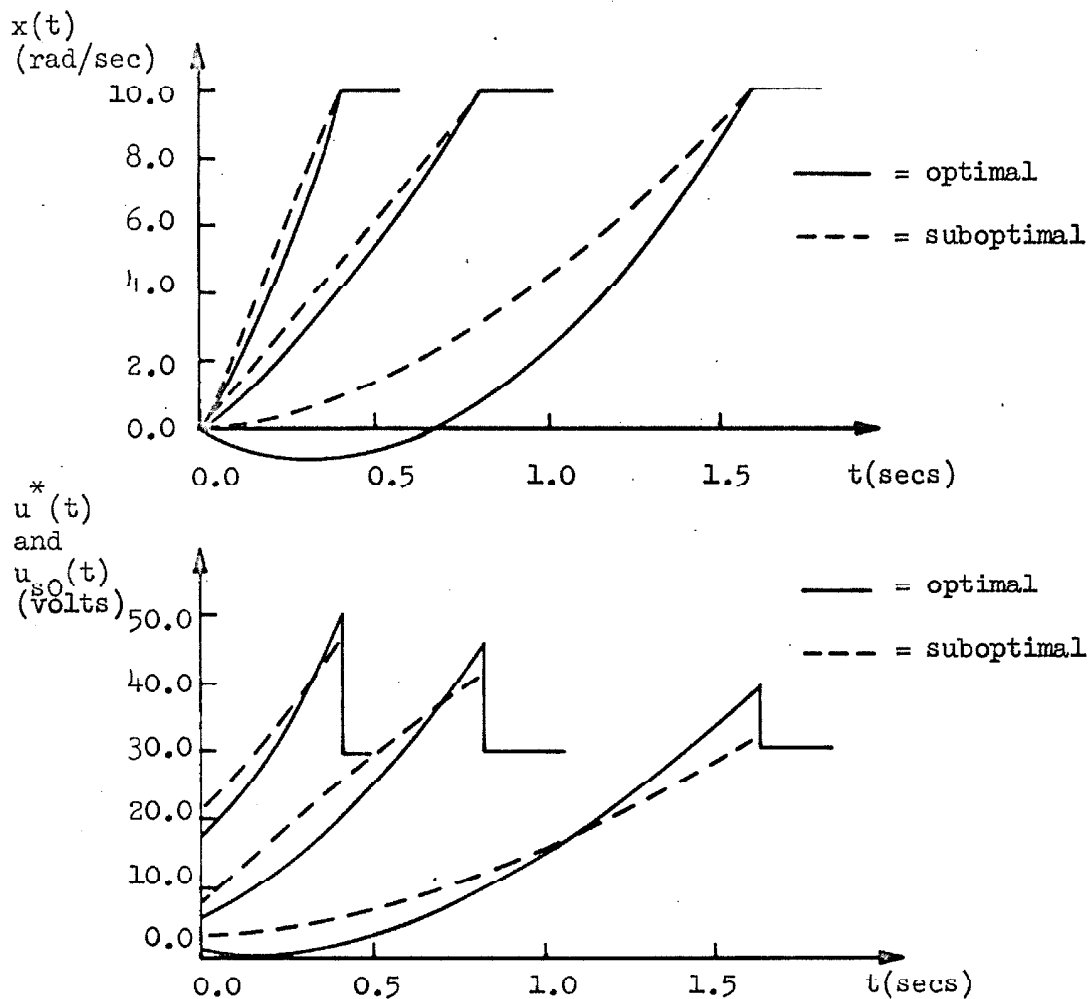 x(t)
(rad/sec)
10.0
8.0
6.0
4.0
2.0
0.0
0.0 0.5 1.0 1.5 t(secs)
= optimal
= suboptimal
u*(t)
and
uso(t)
(volts)
50.0
40.0
30.0
20.0
10.0
0.0
0.0 0.5 1.0 1.5 t(secs)
= optimal
= suboptimal